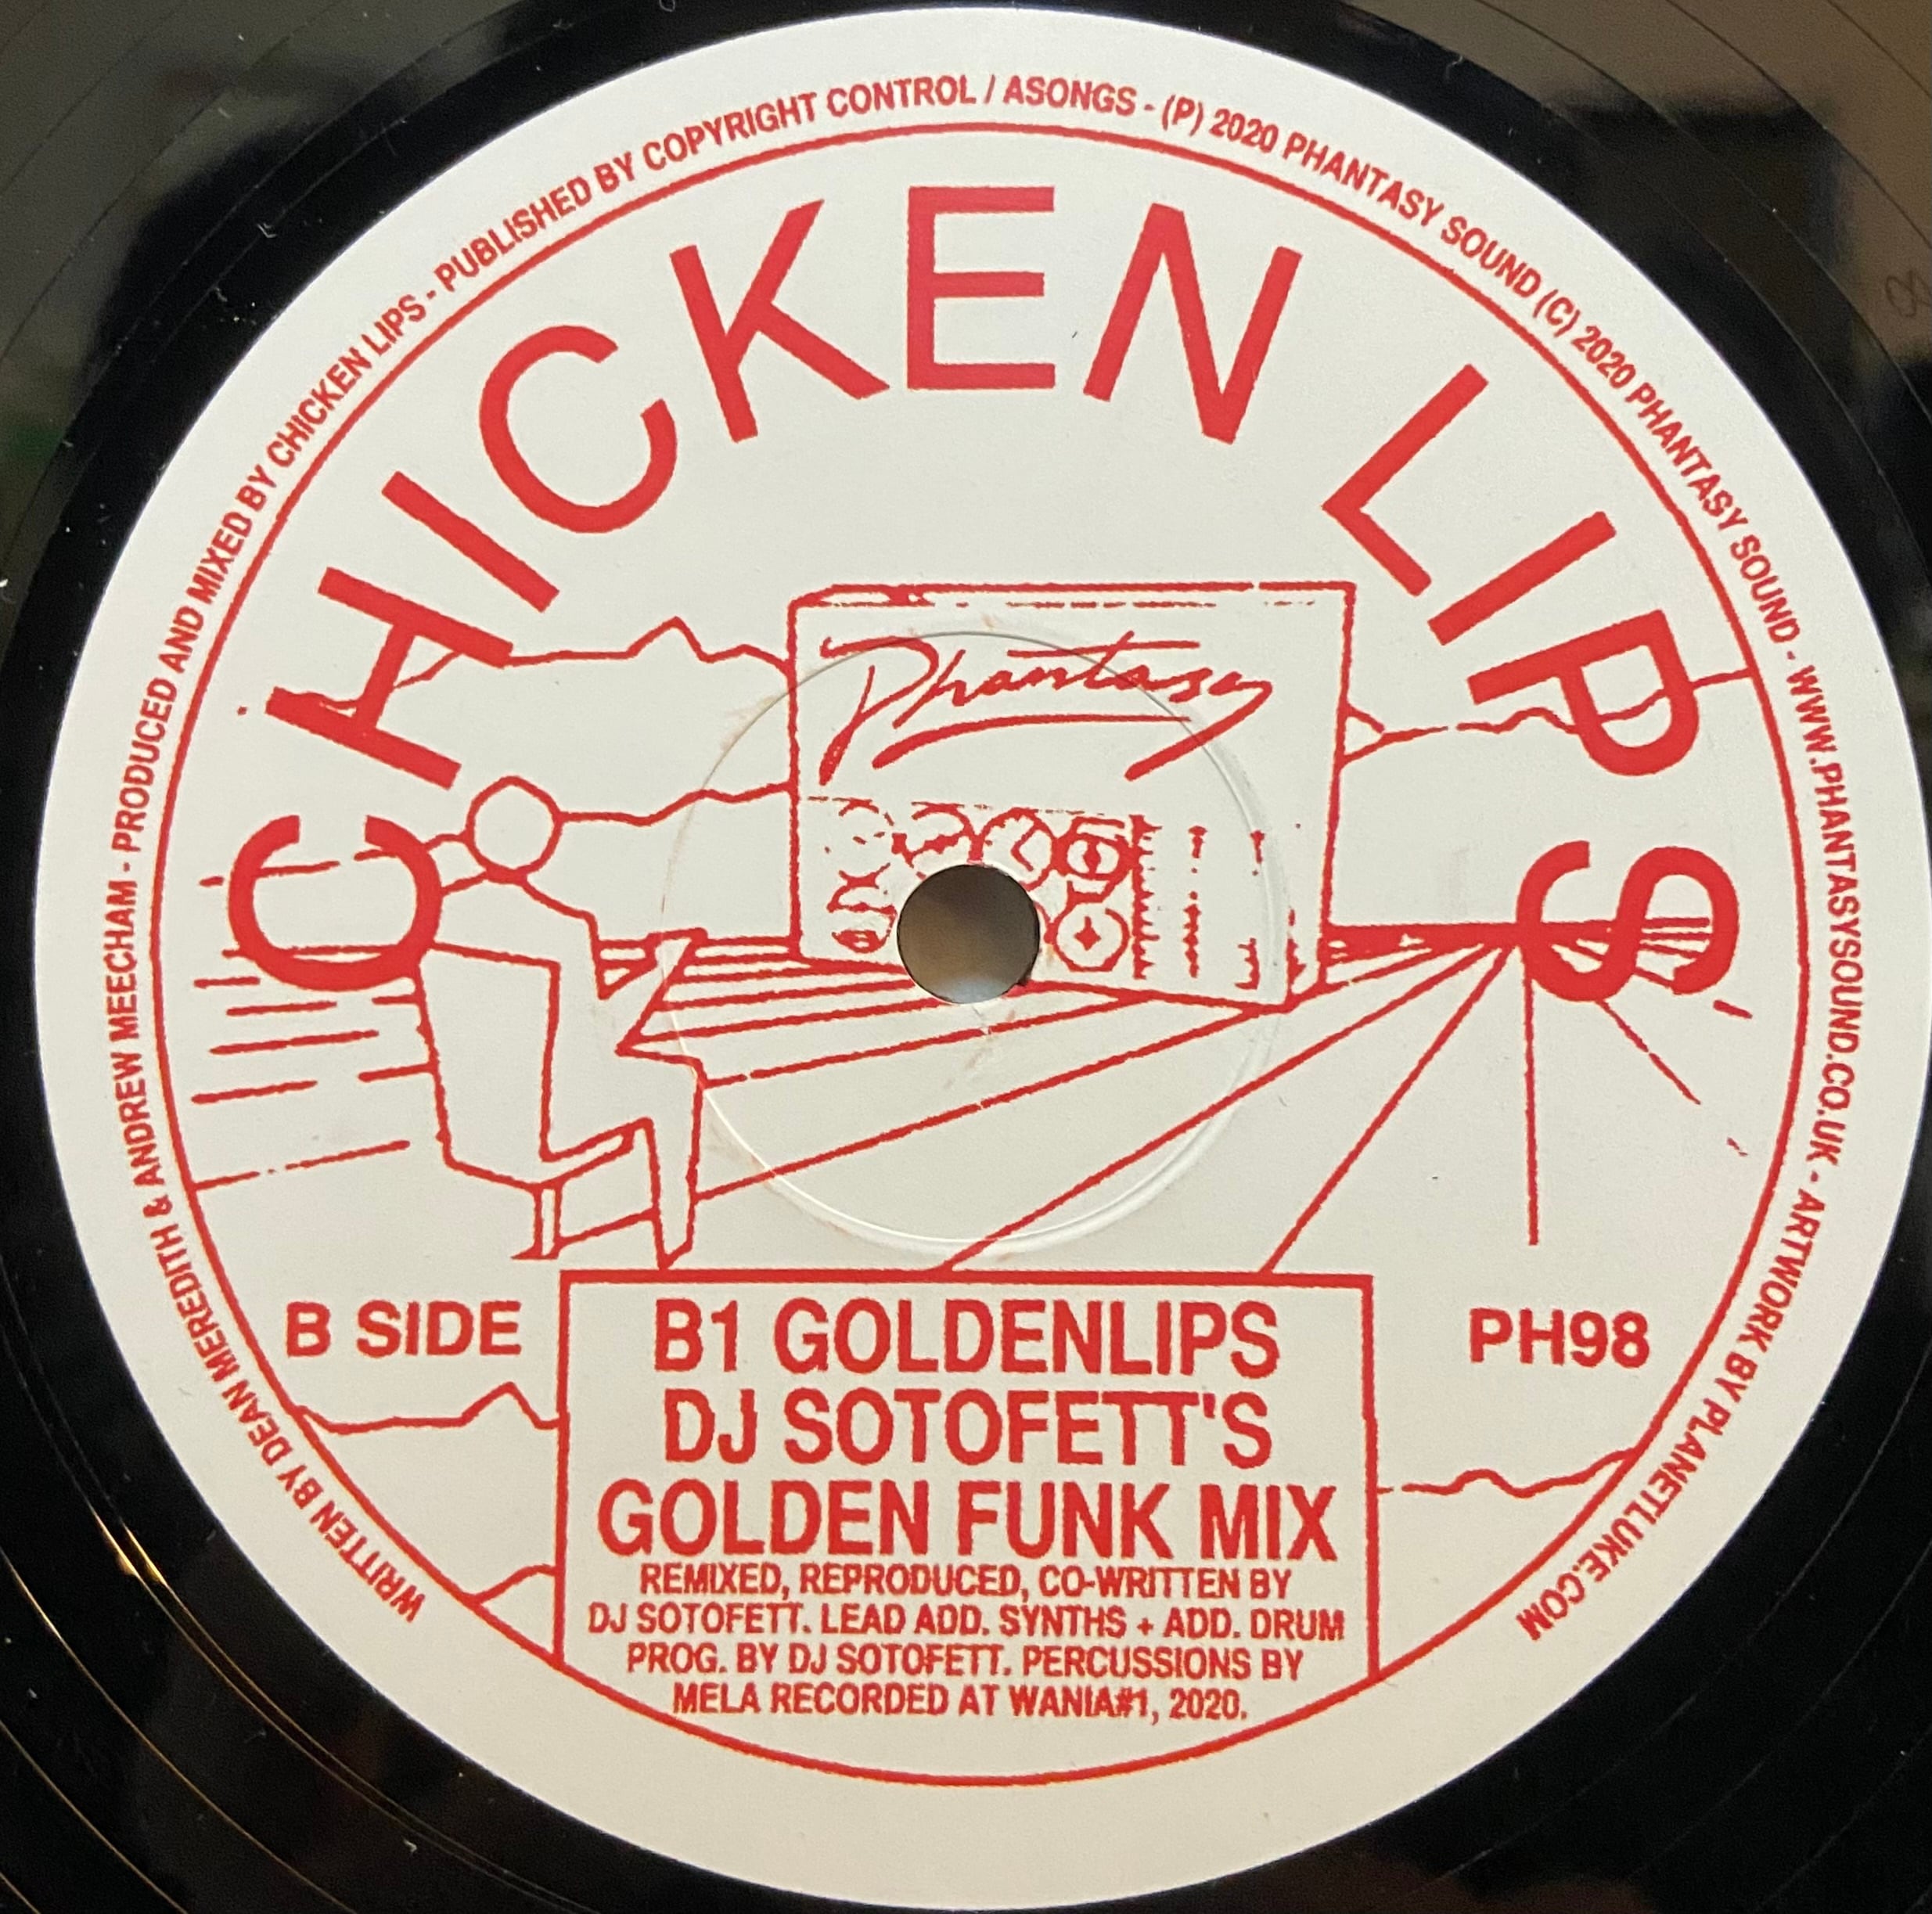 WRITTEN BY DEAN MEREDITH & ANDREW MEECHAM - PRODUCED AND MIXED BY CHICKEN LIPS - PUBLISHED BY COPYRIGHT CONTROL / ASONGS - (P) 2020 PHANTASY SOUND (C) 2020 PHANTASY SOUND - WWW.PHANTASYSOUND.CO.UK - ARTWORK BY PLANETLUKE.COM
CHICKEN LIPS
Phantasy
B SIDE
PH98
B1 GOLDENLIPS
DJ SOTOFETT'S
GOLDEN FUNK MIX
REMIXED, REPRODUCED, CO-WRITTEN BY
DJ SOTOFETT. LEAD ADD. SYNTHS + ADD. DRUM
PROG. BY DJ SOTOFETT. PERCUSSIONS BY
MELA RECORDED AT WANIA#1, 2020.